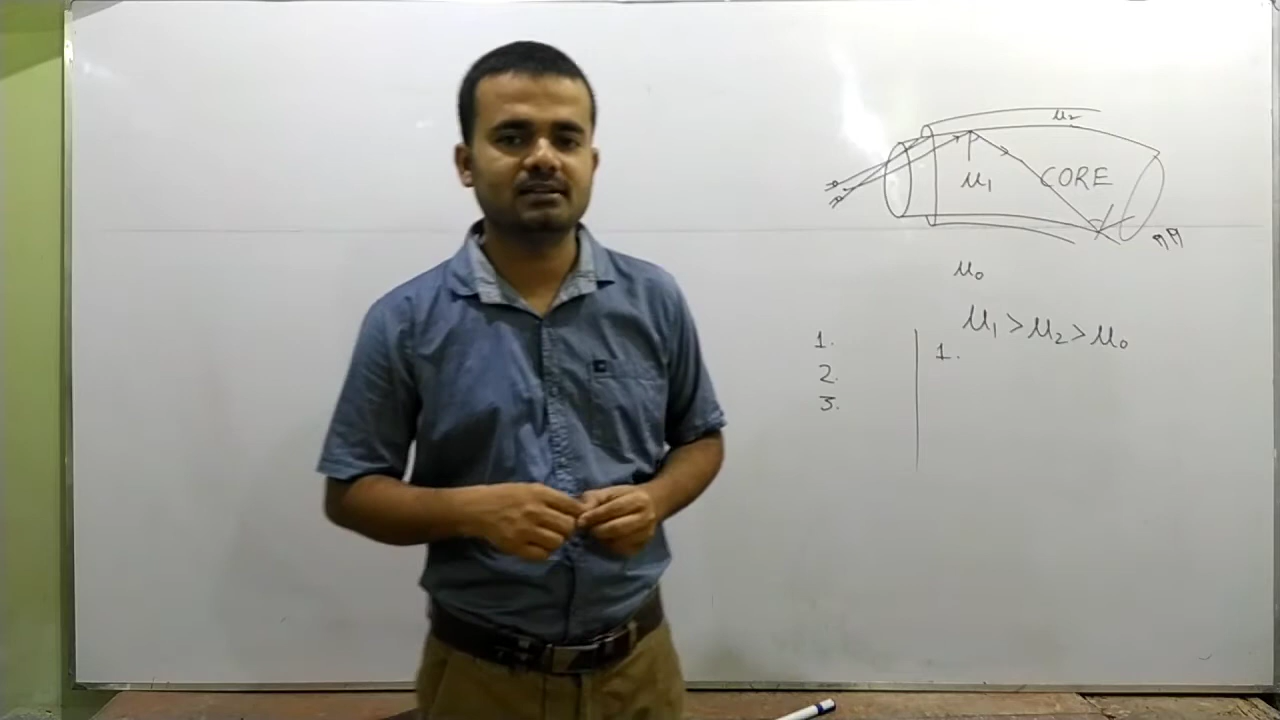 μ₂
μ₁ CORE
μ₀
μ₁ > μ₂ > μ₀
1.
2.
3.
1.